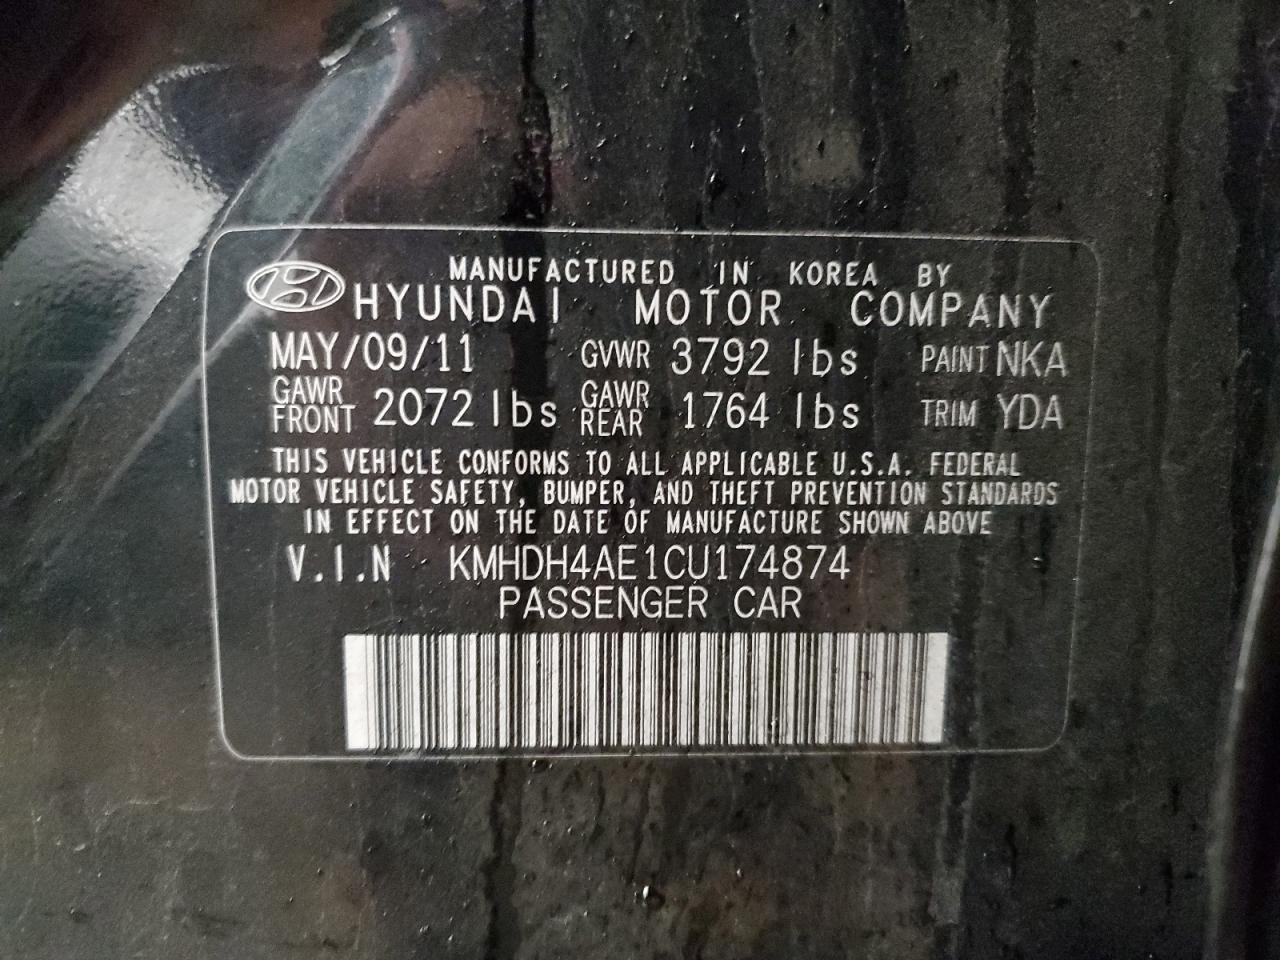 MANUFACTURED IN KOREA BY
HYUNDAI MOTOR COMPANY
MAY/09/11 GVWR 3792 lbs PAINT NKA
GAWR FRONT 2072 lbs GAWR REAR 1764 lbs TRIM YDA
THIS VEHICLE CONFORMS TO ALL APPLICABLE U.S.A. FEDERAL
MOTOR VEHICLE SAFETY, BUMPER, AND THEFT PREVENTION STANDARDS
IN EFFECT ON THE DATE OF MANUFACTURE SHOWN ABOVE
V.I.N KMHDH4AE1CU174874
PASSENGER CAR